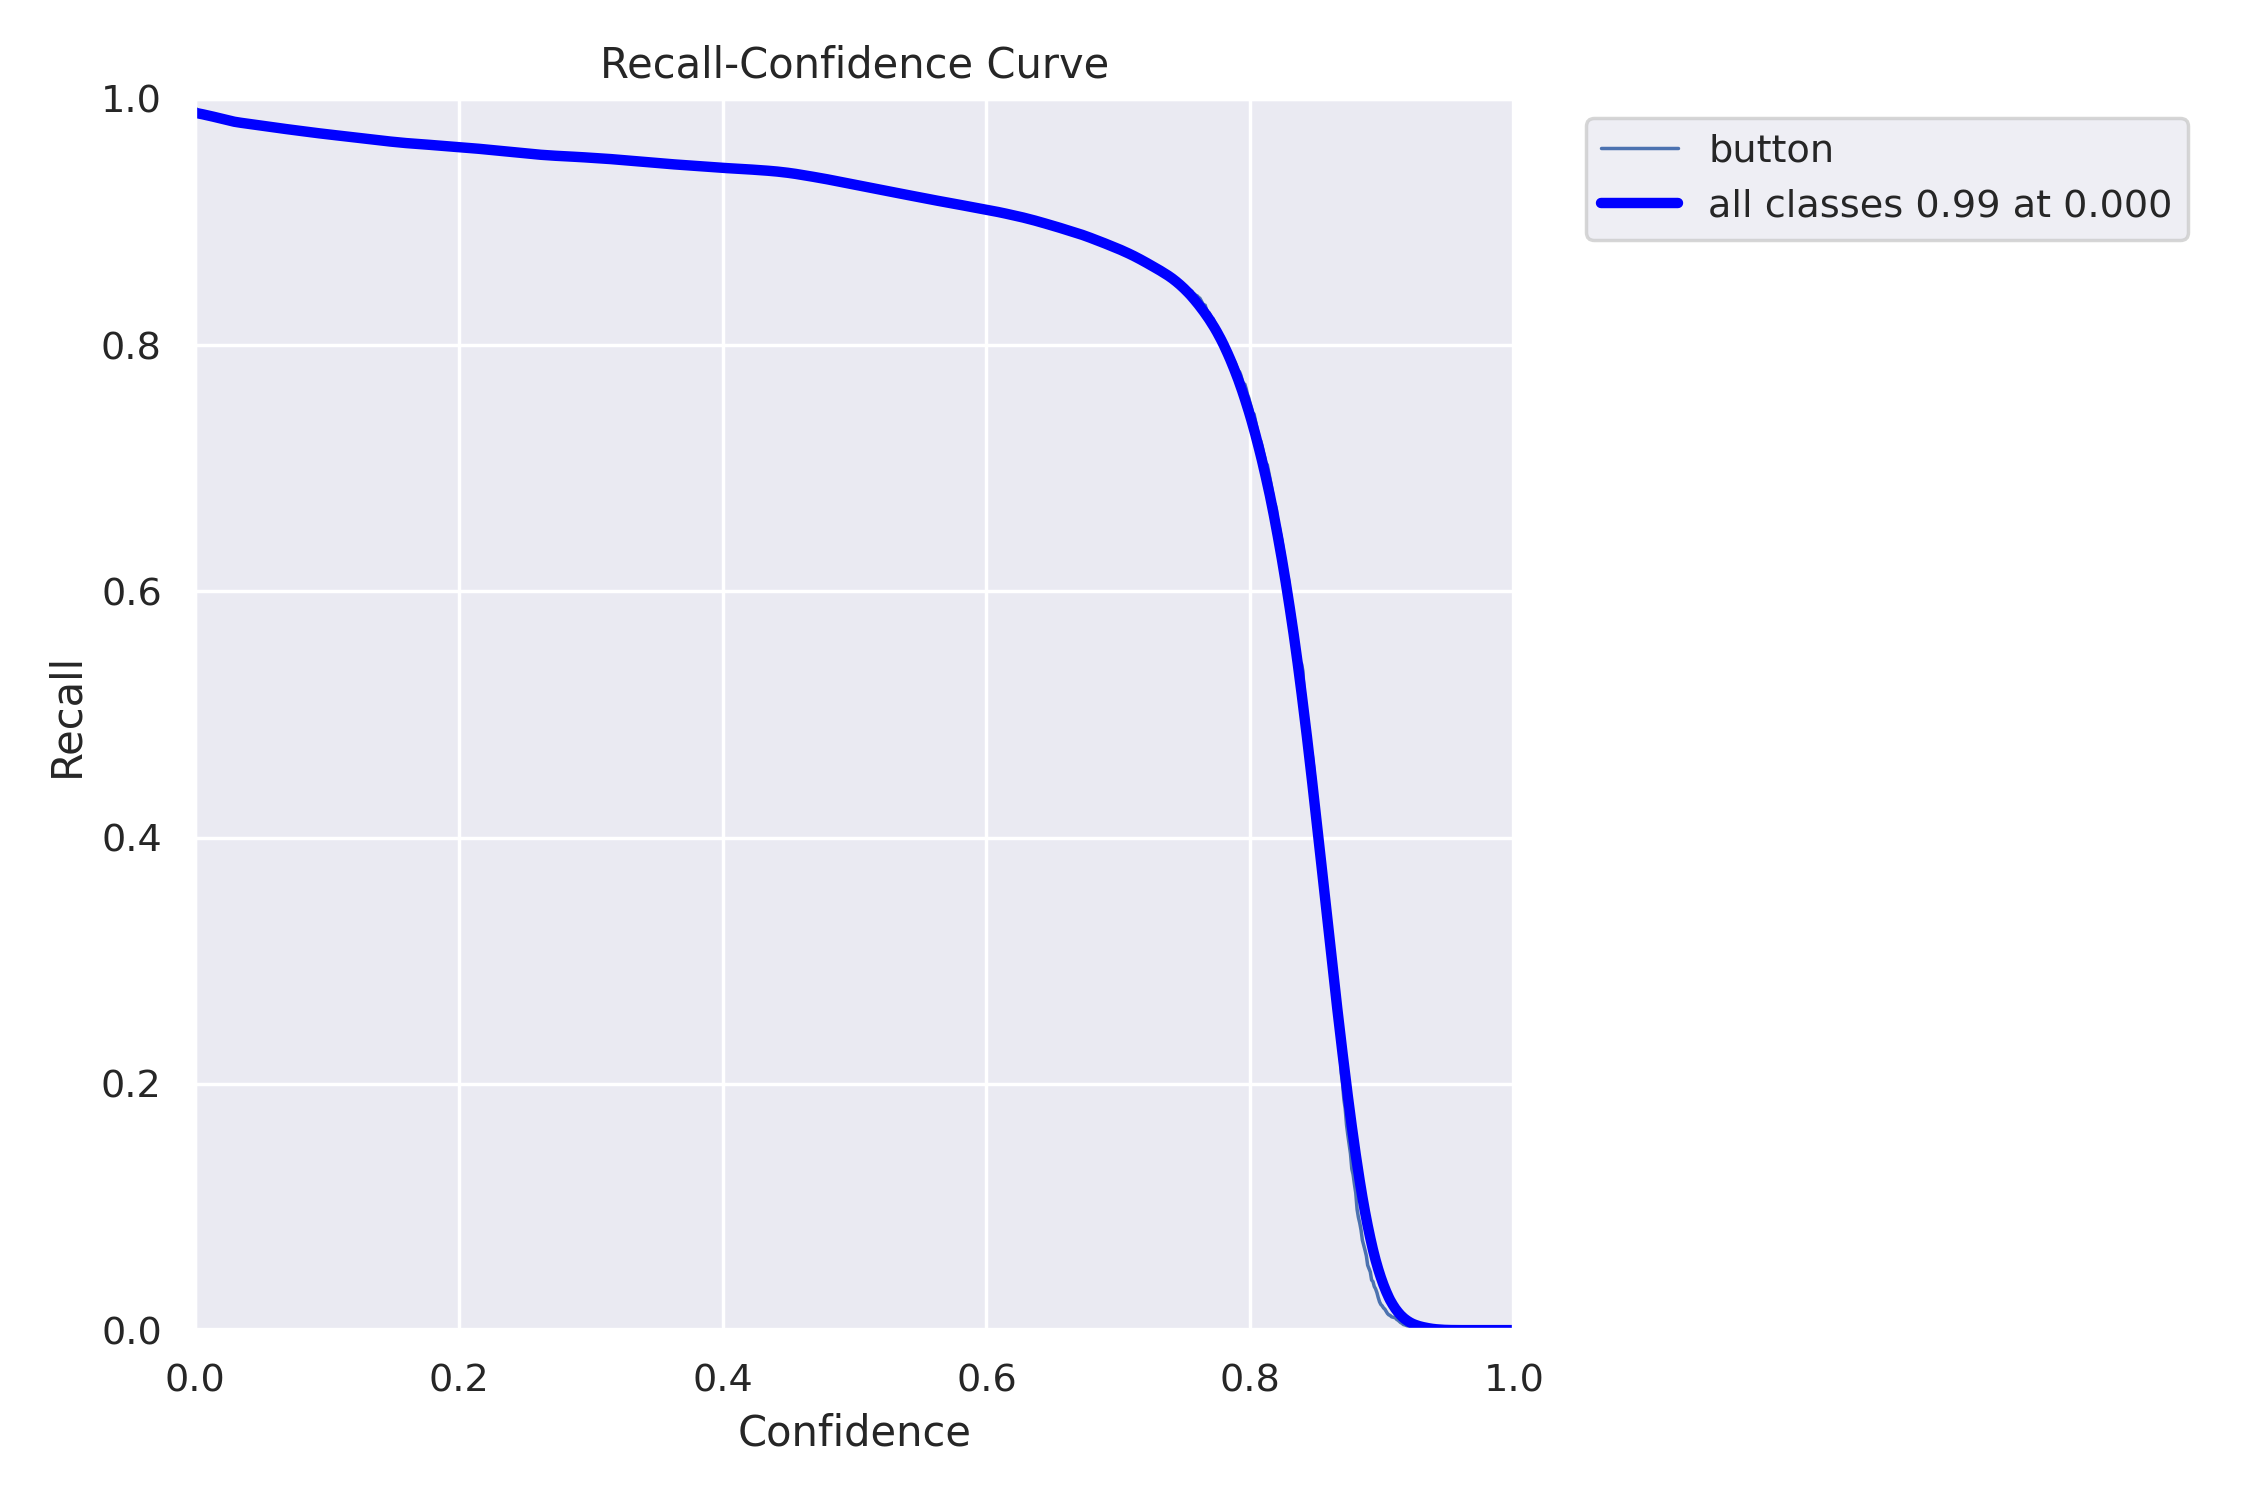 Recall-Confidence Curve
1.0
0.8
0.6
0.4
0.2
0.0
Recall
0.0 0.2 0.4 0.6 0.8 1.0
Confidence
button
all classes 0.99 at 0.000